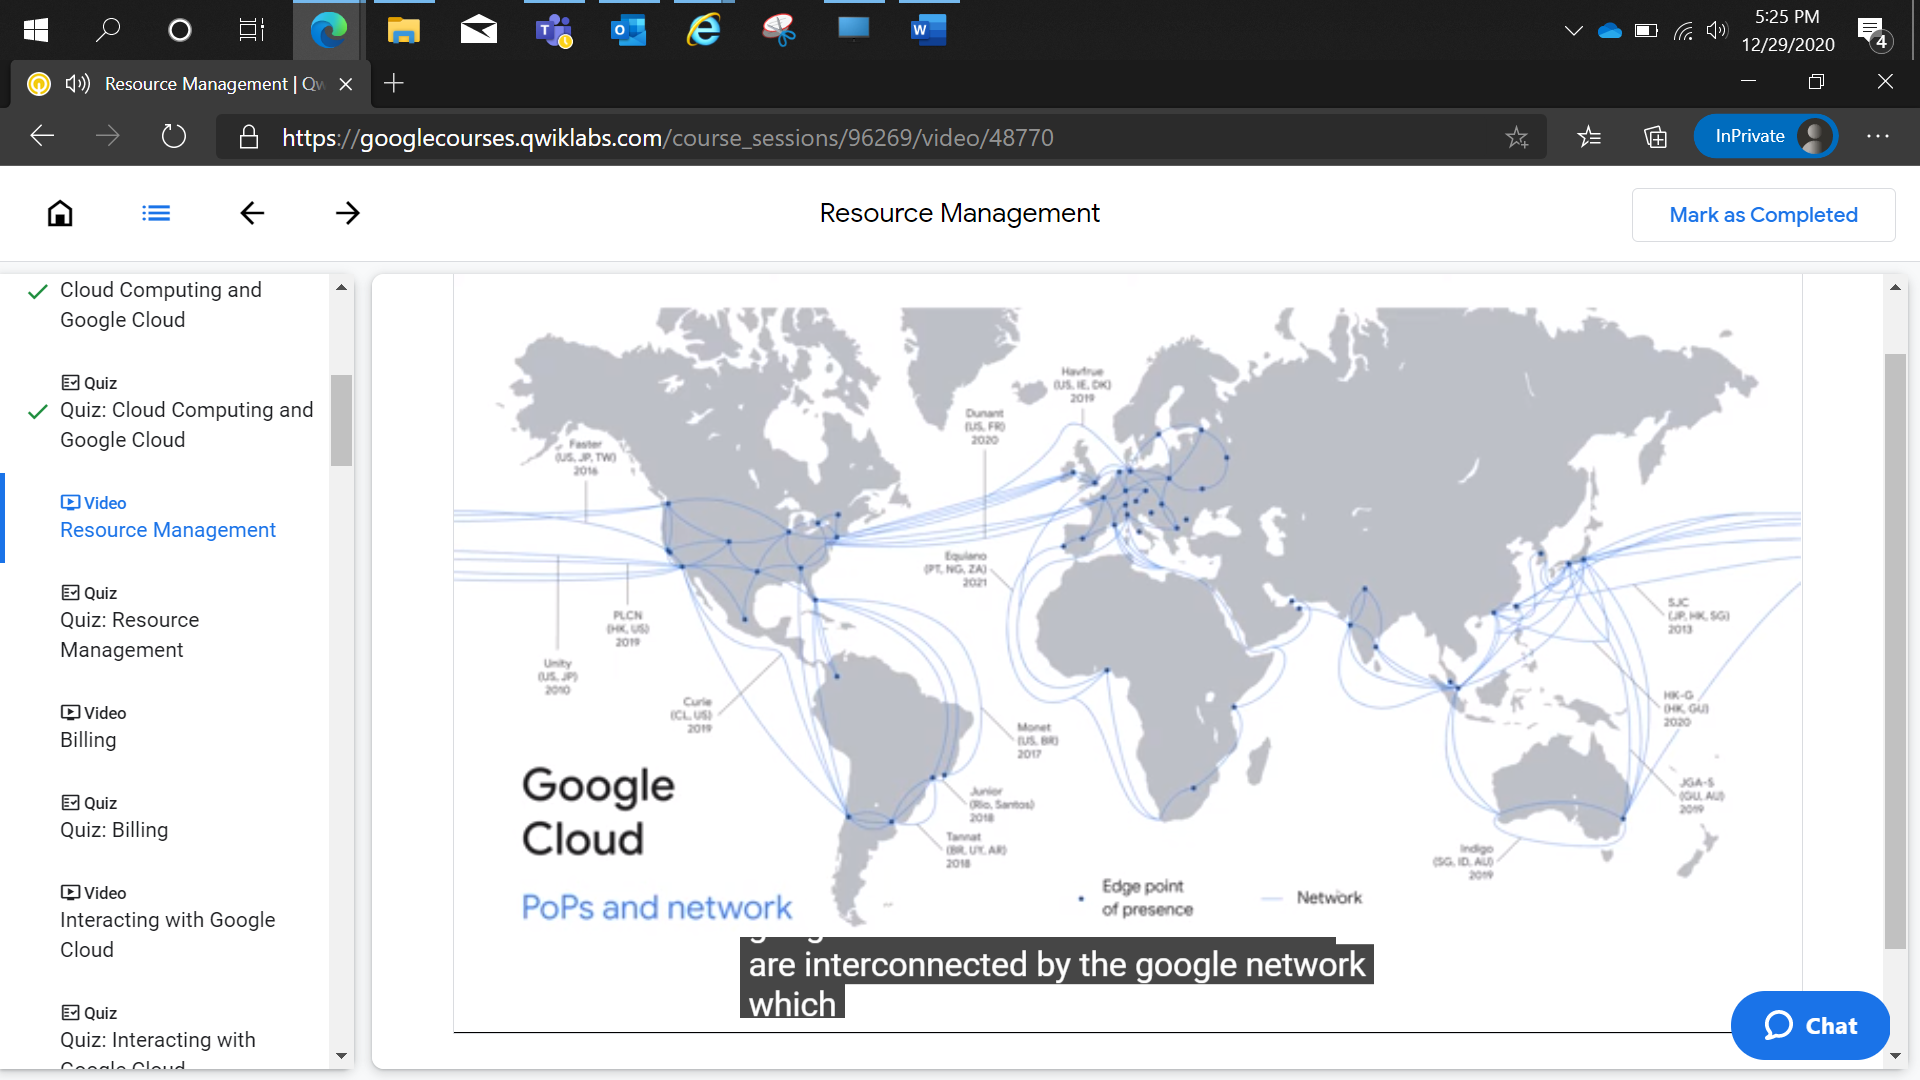 5:25 PM
12/29/2020
4
Resource Management | Qw
https://googlecourses.qwiklabs.com/course_sessions/96269/video/48770
InPrivate
Resource Management
Mark as Completed
Cloud Computing and
Google Cloud
Quiz
Quiz: Cloud Computing and
Google Cloud
Video
Resource Management
Quiz
Quiz: Resource
Management
Video
Billing
Quiz
Quiz: Billing
Video
Interacting with Google
Cloud
Quiz
Quiz: Interacting with
Google Cloud
Havfrue
(US, IE, DK)
2019
Dunant
(US, FR)
2020
Faster
(US, JP, TW)
2016
Equiano
(PT, NG, ZA)
2021
PLCN
(HK, US)
2019
Unity
(US, JP)
2010
Curie
(CL, US)
2019
Monet
(US, BR)
2017
Junior
(Rio, Santos)
2018
Tannat
(BR, UY, AR)
2018
SJC
(JP, HK, SG)
2013
HK-G
(HK, GU)
2020
JGA-S
(GU, AU)
2019
Indigo
(SG, ID, AU)
2019
Google
Cloud
PoPs and network
Edge point
of presence
Network
are interconnected by the google network
which
Chat